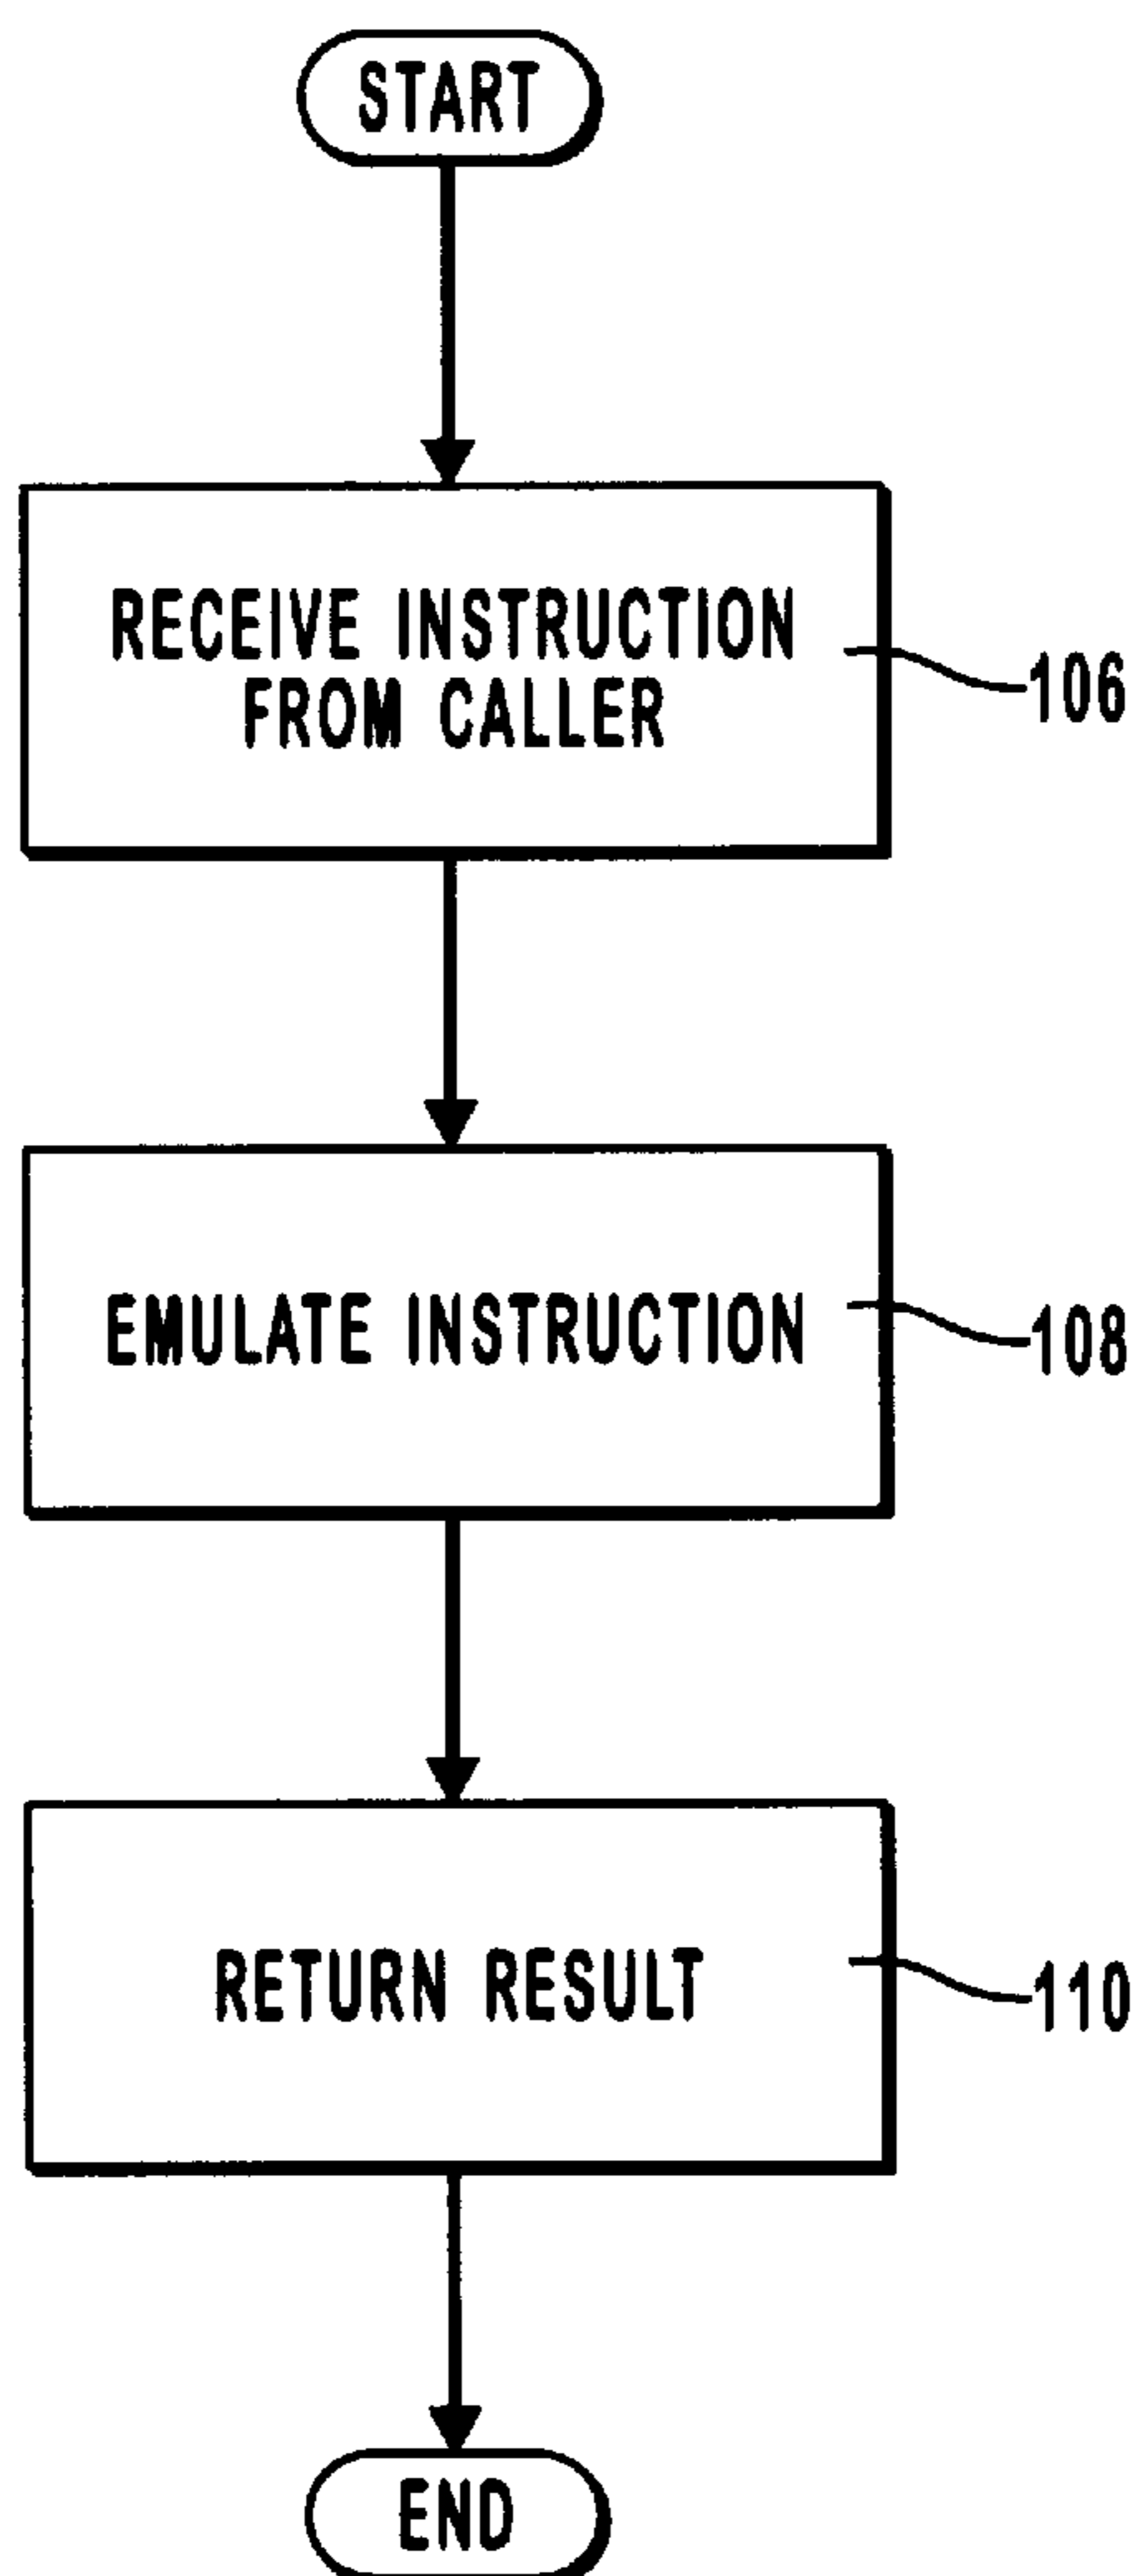 START
RECEIVE INSTRUCTION
FROM CALLER
106
EMULATE INSTRUCTION
108
RETURN RESULT
110
END